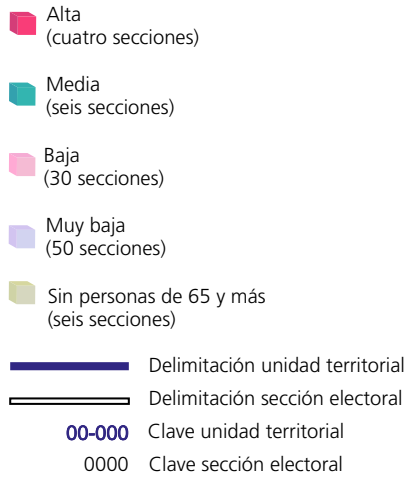 Alta
(cuatro secciones)
Media
(seis secciones)
Baja
(30 secciones)
Muy baja
(50 secciones)
Sin personas de 65 y más
(seis secciones)
Delimitación unidad territorial
Delimitación sección electoral
00-000 Clave unidad territorial
0000 Clave sección electoral